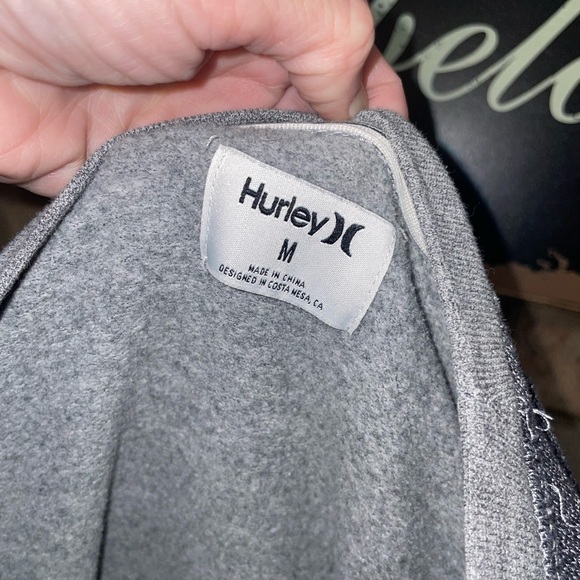 Hurley
M
MADE IN CHINA
DESIGNED IN COSTA MESA, CA